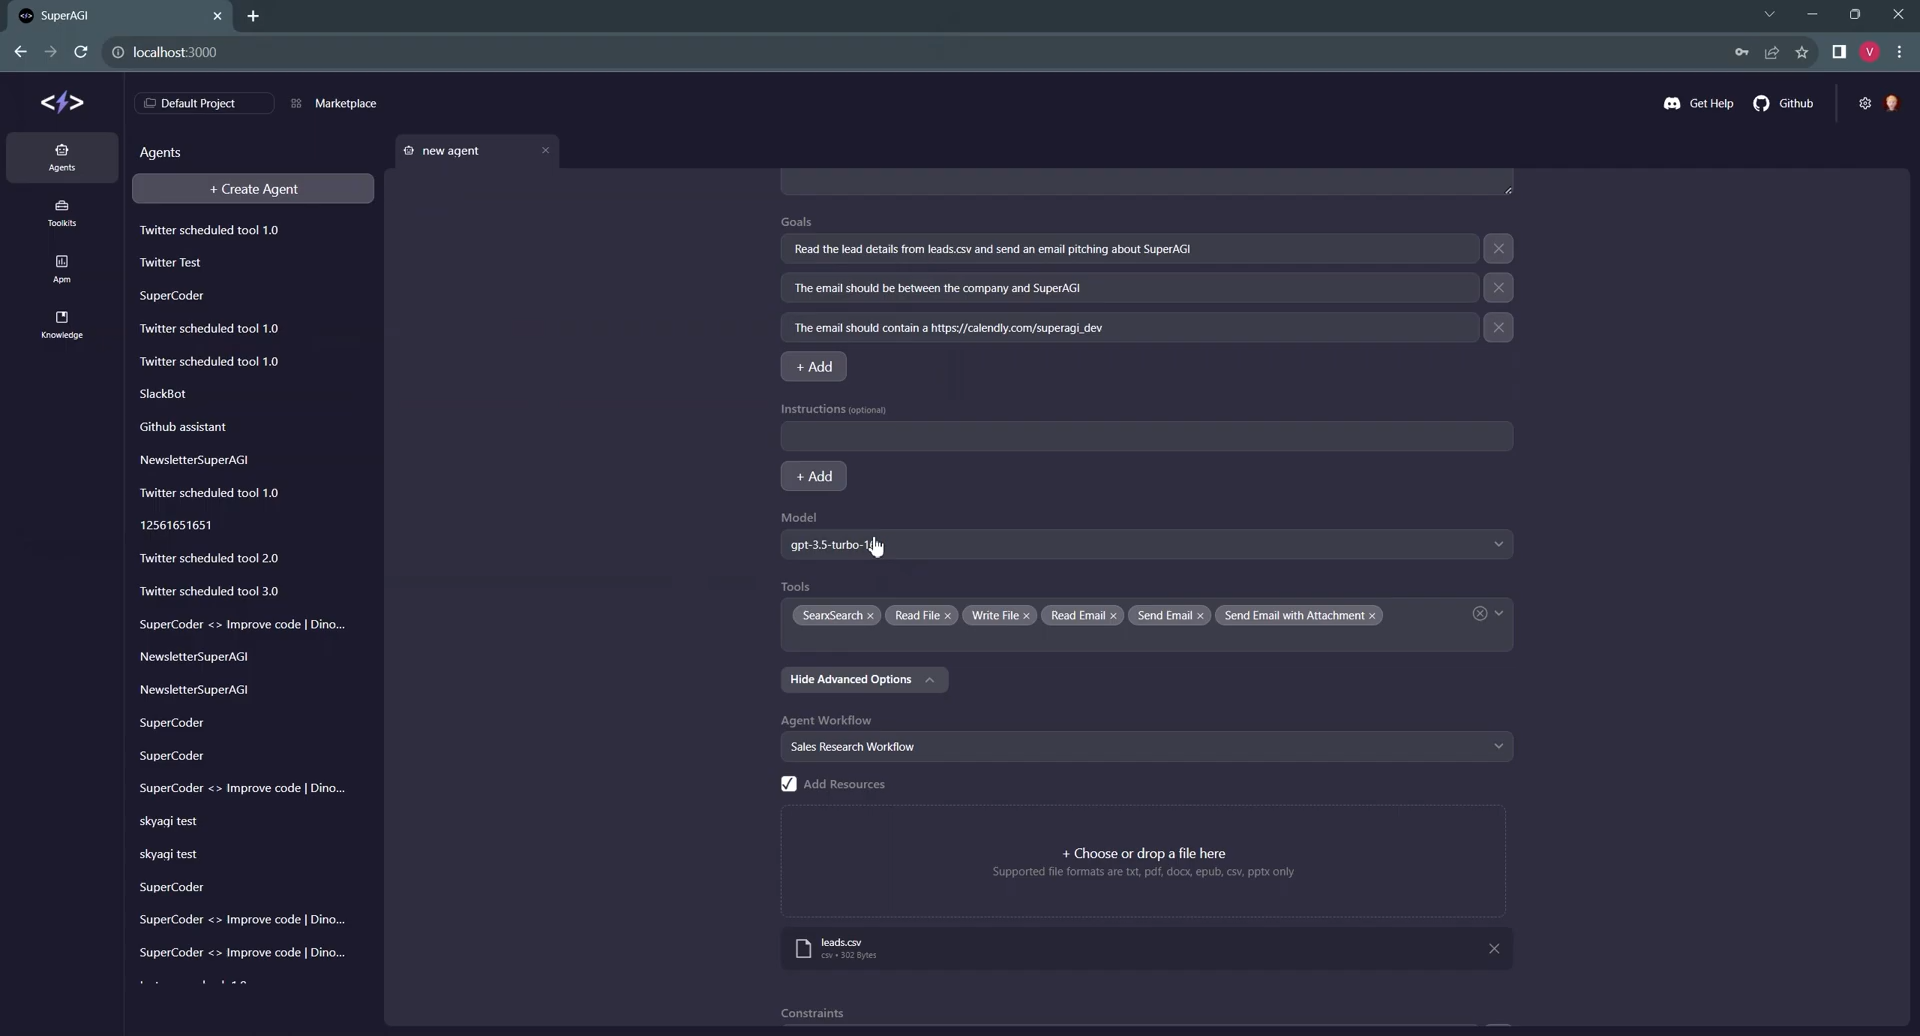 SuperAGI
localhost:3000
V
Default Project
Marketplace
Get Help
Github
Agents
Toolkits
Apm
Knowledge
Agents
+ Create Agent
Twitter scheduled tool 1.0
Twitter Test
SuperCoder
Twitter scheduled tool 1.0
Twitter scheduled tool 1.0
SlackBot
Github assistant
NewsletterSuperAGI
Twitter scheduled tool 1.0
12561651651
Twitter scheduled tool 2.0
Twitter scheduled tool 3.0
SuperCoder <> Improve code | Dino...
NewsletterSuperAGI
NewsletterSuperAGI
SuperCoder
SuperCoder
SuperCoder <> Improve code | Dino...
skyagi test
skyagi test
SuperCoder
SuperCoder <> Improve code | Dino...
SuperCoder <> Improve code | Dino...
new agent
Goals
Read the lead details from leads.csv and send an email pitching about SuperAGI
The email should be between the company and SuperAGI
The email should contain a https://calendly.com/superagi_dev
+ Add
Instructions (optional)
+ Add
Model
gpt-3.5-turbo-
Tools
SearxSearch Read File Write File Read Email Send Email Send Email with Attachment
Hide Advanced Options
Agent Workflow
Sales Research Workflow
Add Resources
+ Choose or drop a file here
Supported file formats are txt, pdf, docx, epub, csv, pptx only
leads.csv
csv • 302 Bytes
Constraints